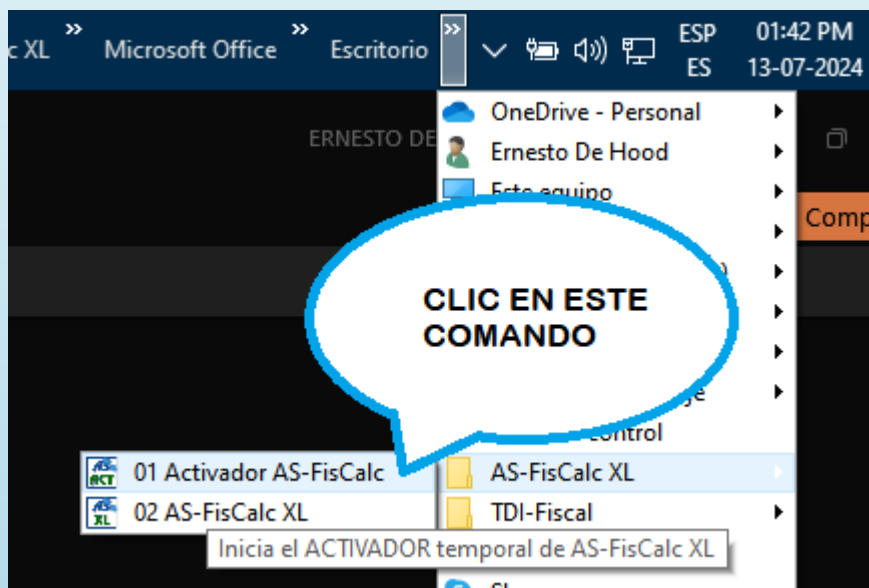 c XL
Microsoft Office
Escritorio
ESP
ES
01:42 PM
13-07-2024
ERNESTO DE
OneDrive - Personal
Ernesto De Hood
Este equipo
Comp
CLIC EN ESTE
COMANDO
control
01 Activador AS-FisCalc
AS-FisCalc XL
02 AS-FisCalc XL
TDI-Fiscal
Inicia el ACTIVADOR temporal de AS-FisCalc XL